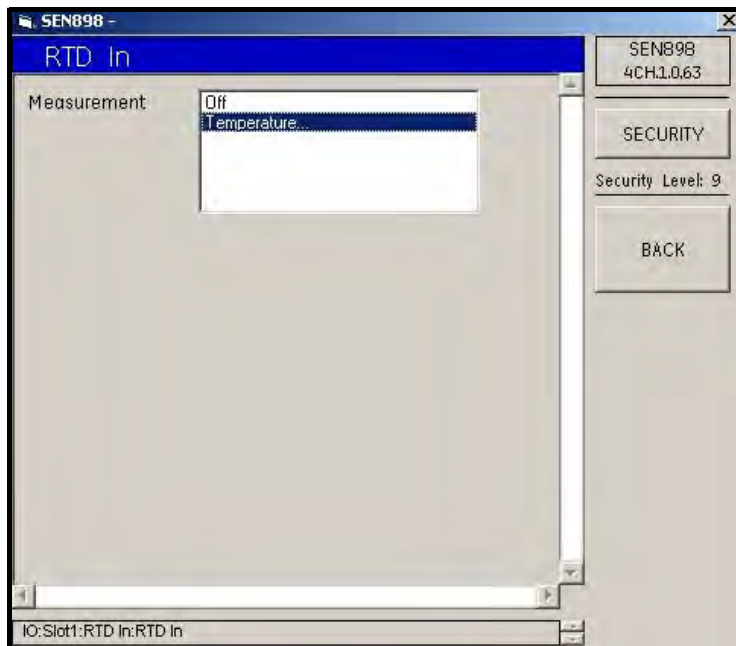 SEN898 -
RTD In
Measurement
Off
Temperature...
SEN898
4CH.1.0.63
SECURITY
Security Level: 9
BACK
IO:Slot1:RTD In:RTD In